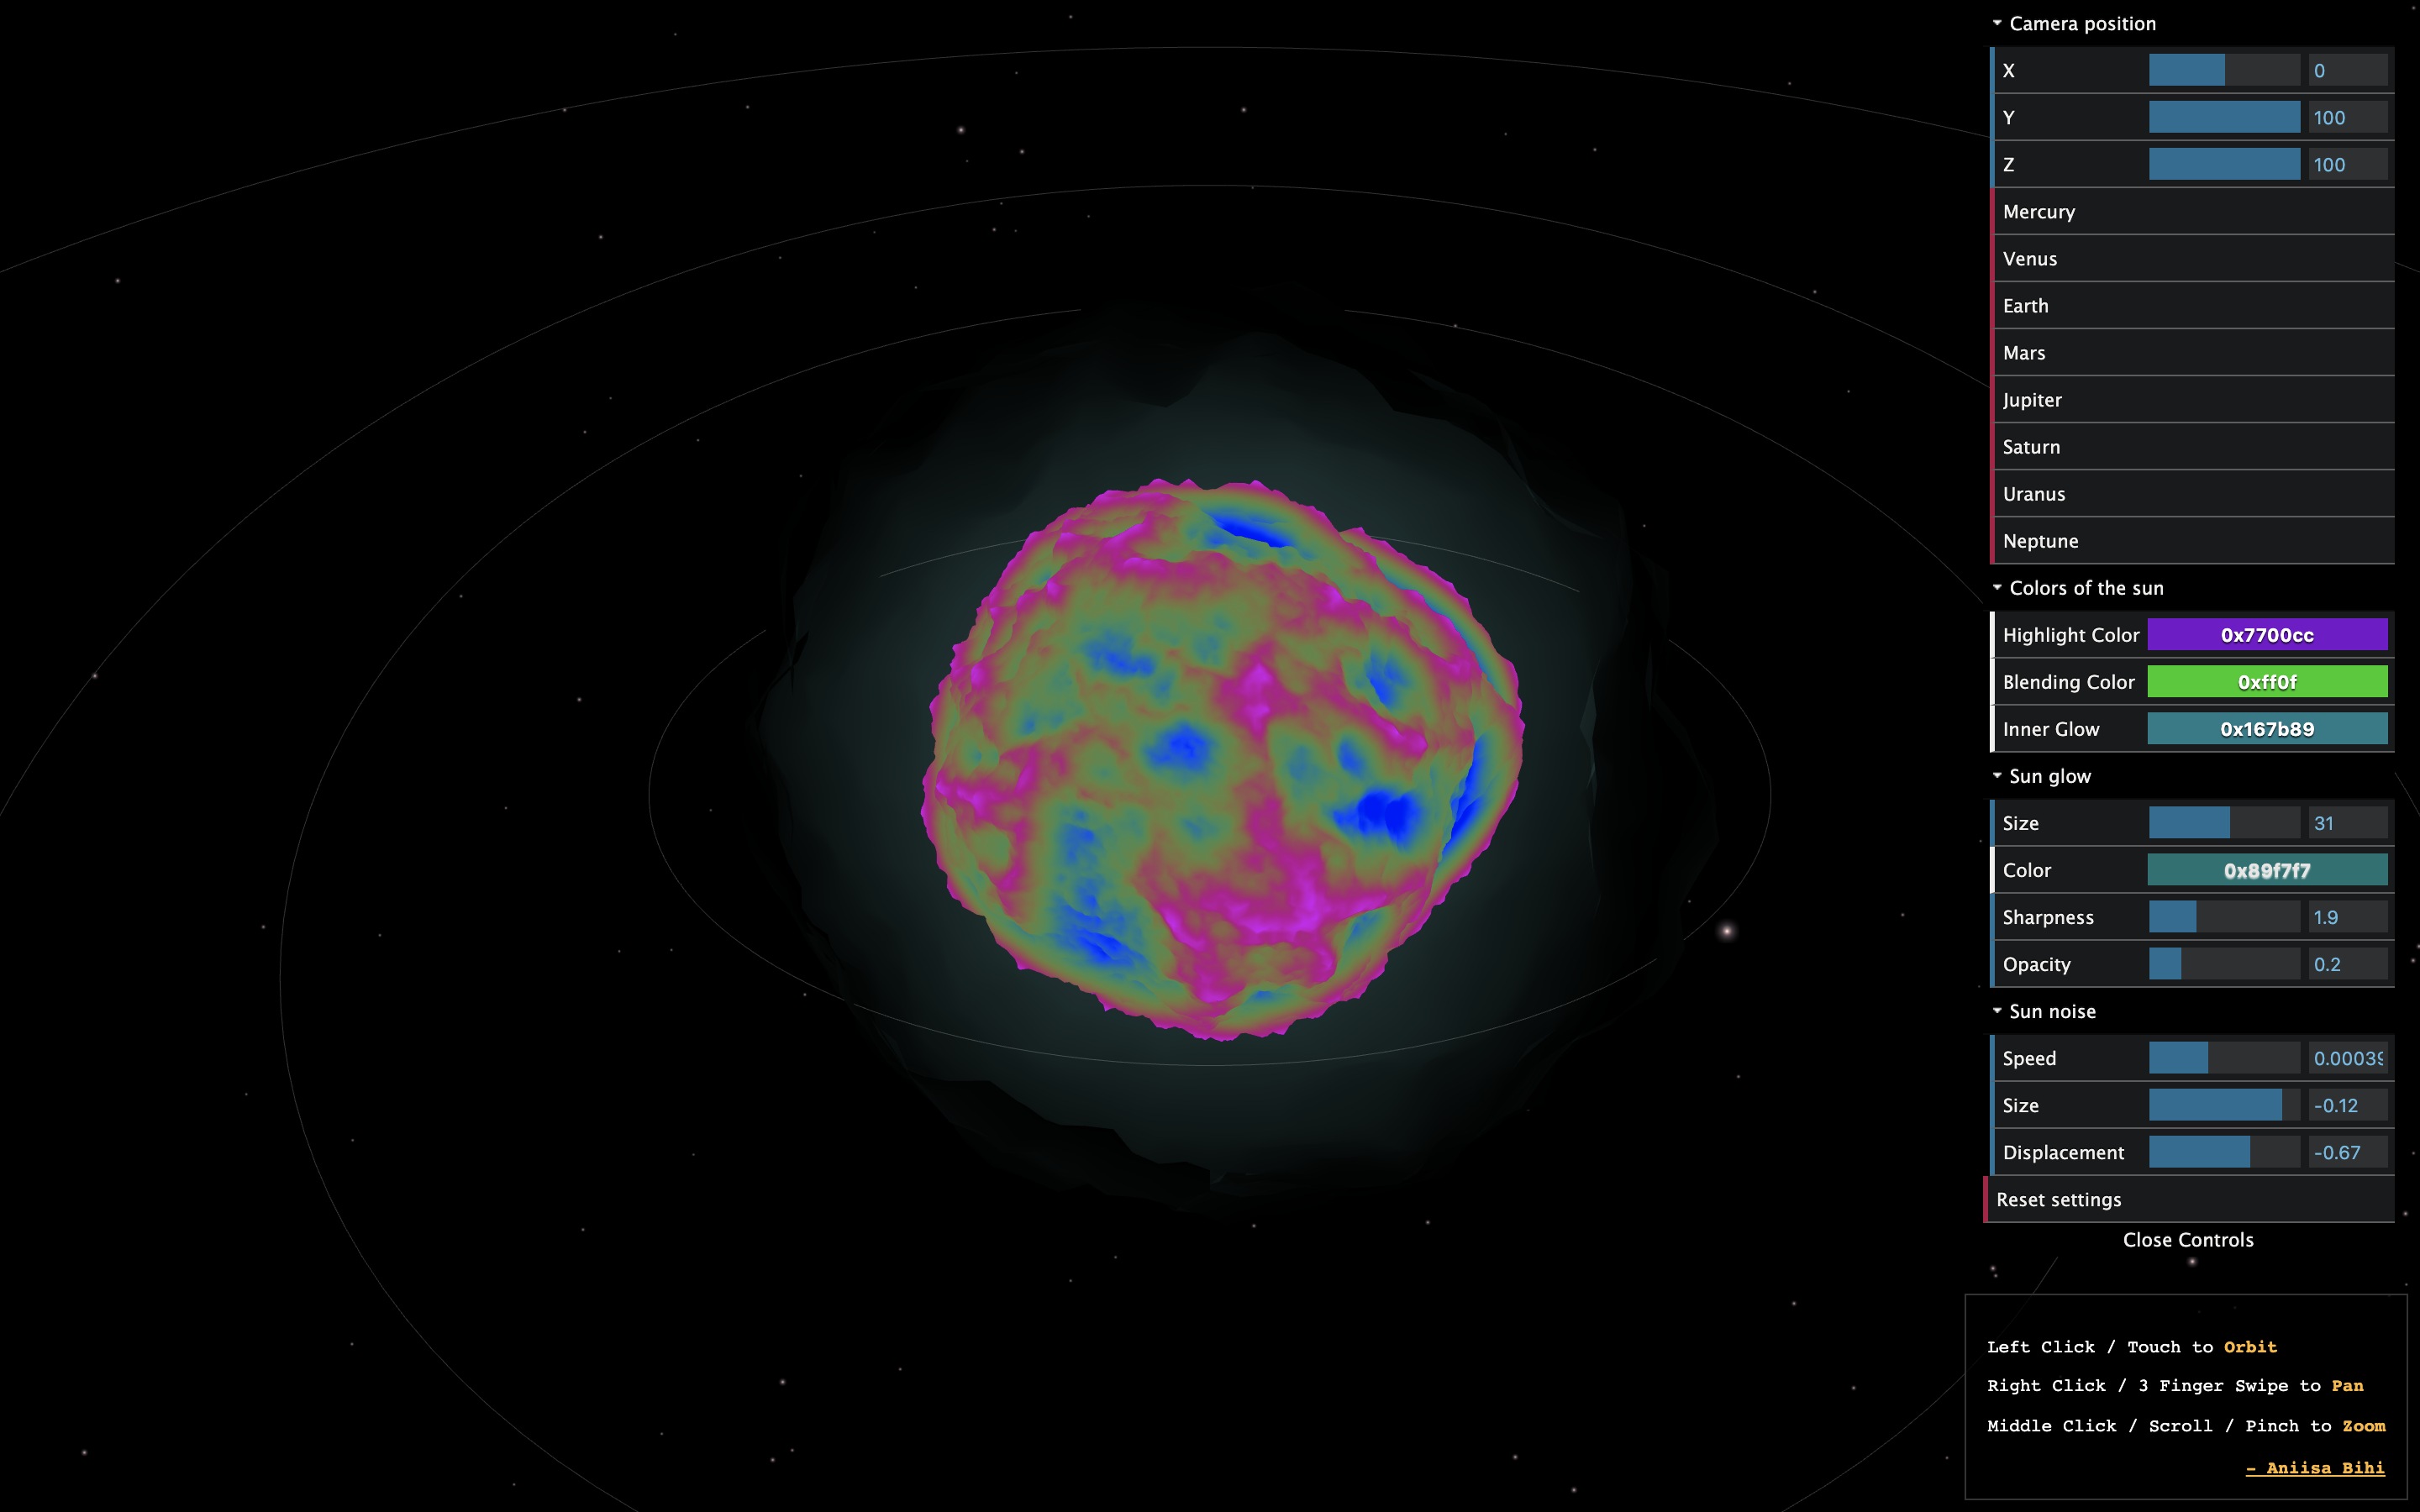 Camera position
X 0
Y 100
Z 100
Mercury
Venus
Earth
Mars
Jupiter
Saturn
Uranus
Neptune
Colors of the sun
Highlight Color 0x7700cc
Blending Color 0xff0f
Inner Glow 0x167b89
Sun glow
Size 31
Color 0x89f7f7
Sharpness 1.9
Opacity 0.2
Sun noise
Speed 0.00039
Size -0.12
Displacement -0.67
Reset settings
Close Controls
Left Click / Touch to Orbit
Right Click / 3 Finger Swipe to Pan
Middle Click / Scroll / Pinch to Zoom
- Aniisa Bihi